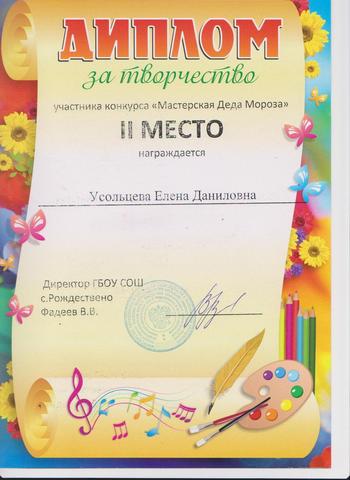 ДИПЛОМ
за творчество
участника конкурса «Мастерская Деда Мороза»
II МЕСТО
награждается
Усольцева Елена Даниловна
Директор ГБОУ СОШ
с.Рождествено
Фадеев В.В.